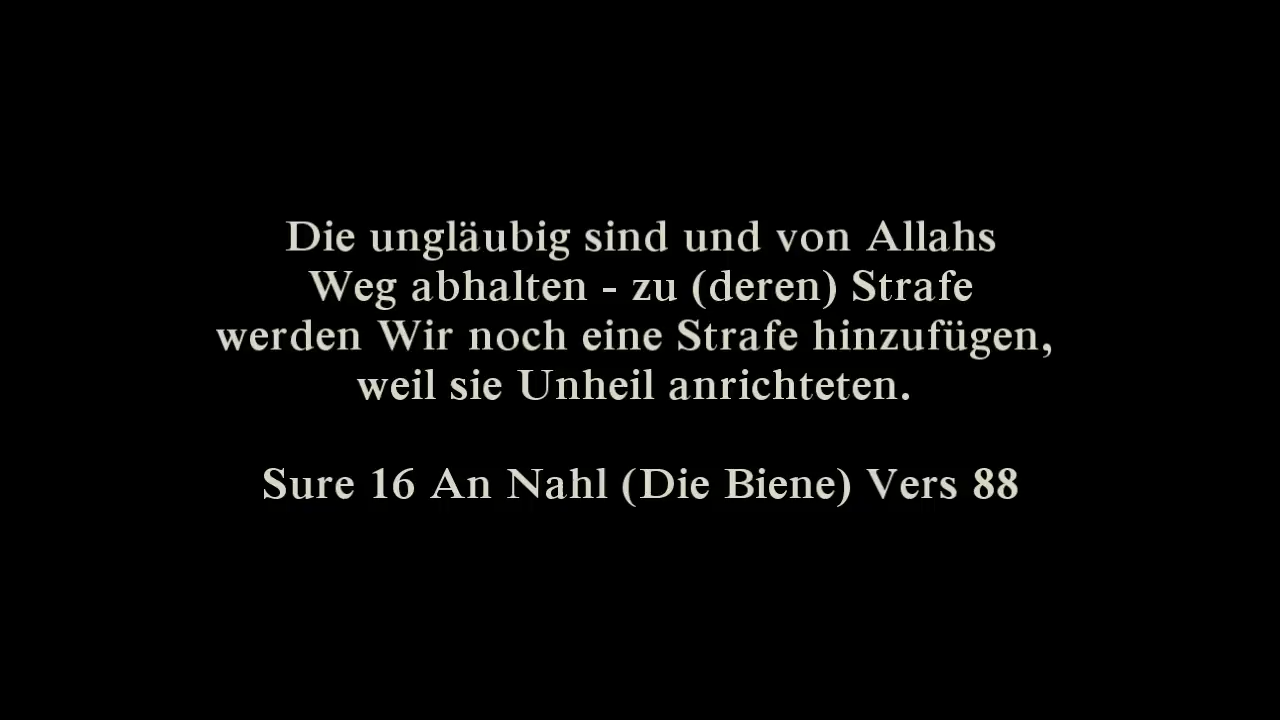 Die ungläubig sind und von Allahs
Weg abhalten - zu (deren) Strafe
werden Wir noch eine Strafe hinzufügen,
weil sie Unheil anrichteten.
Sure 16 An Nahl (Die Biene) Vers 88